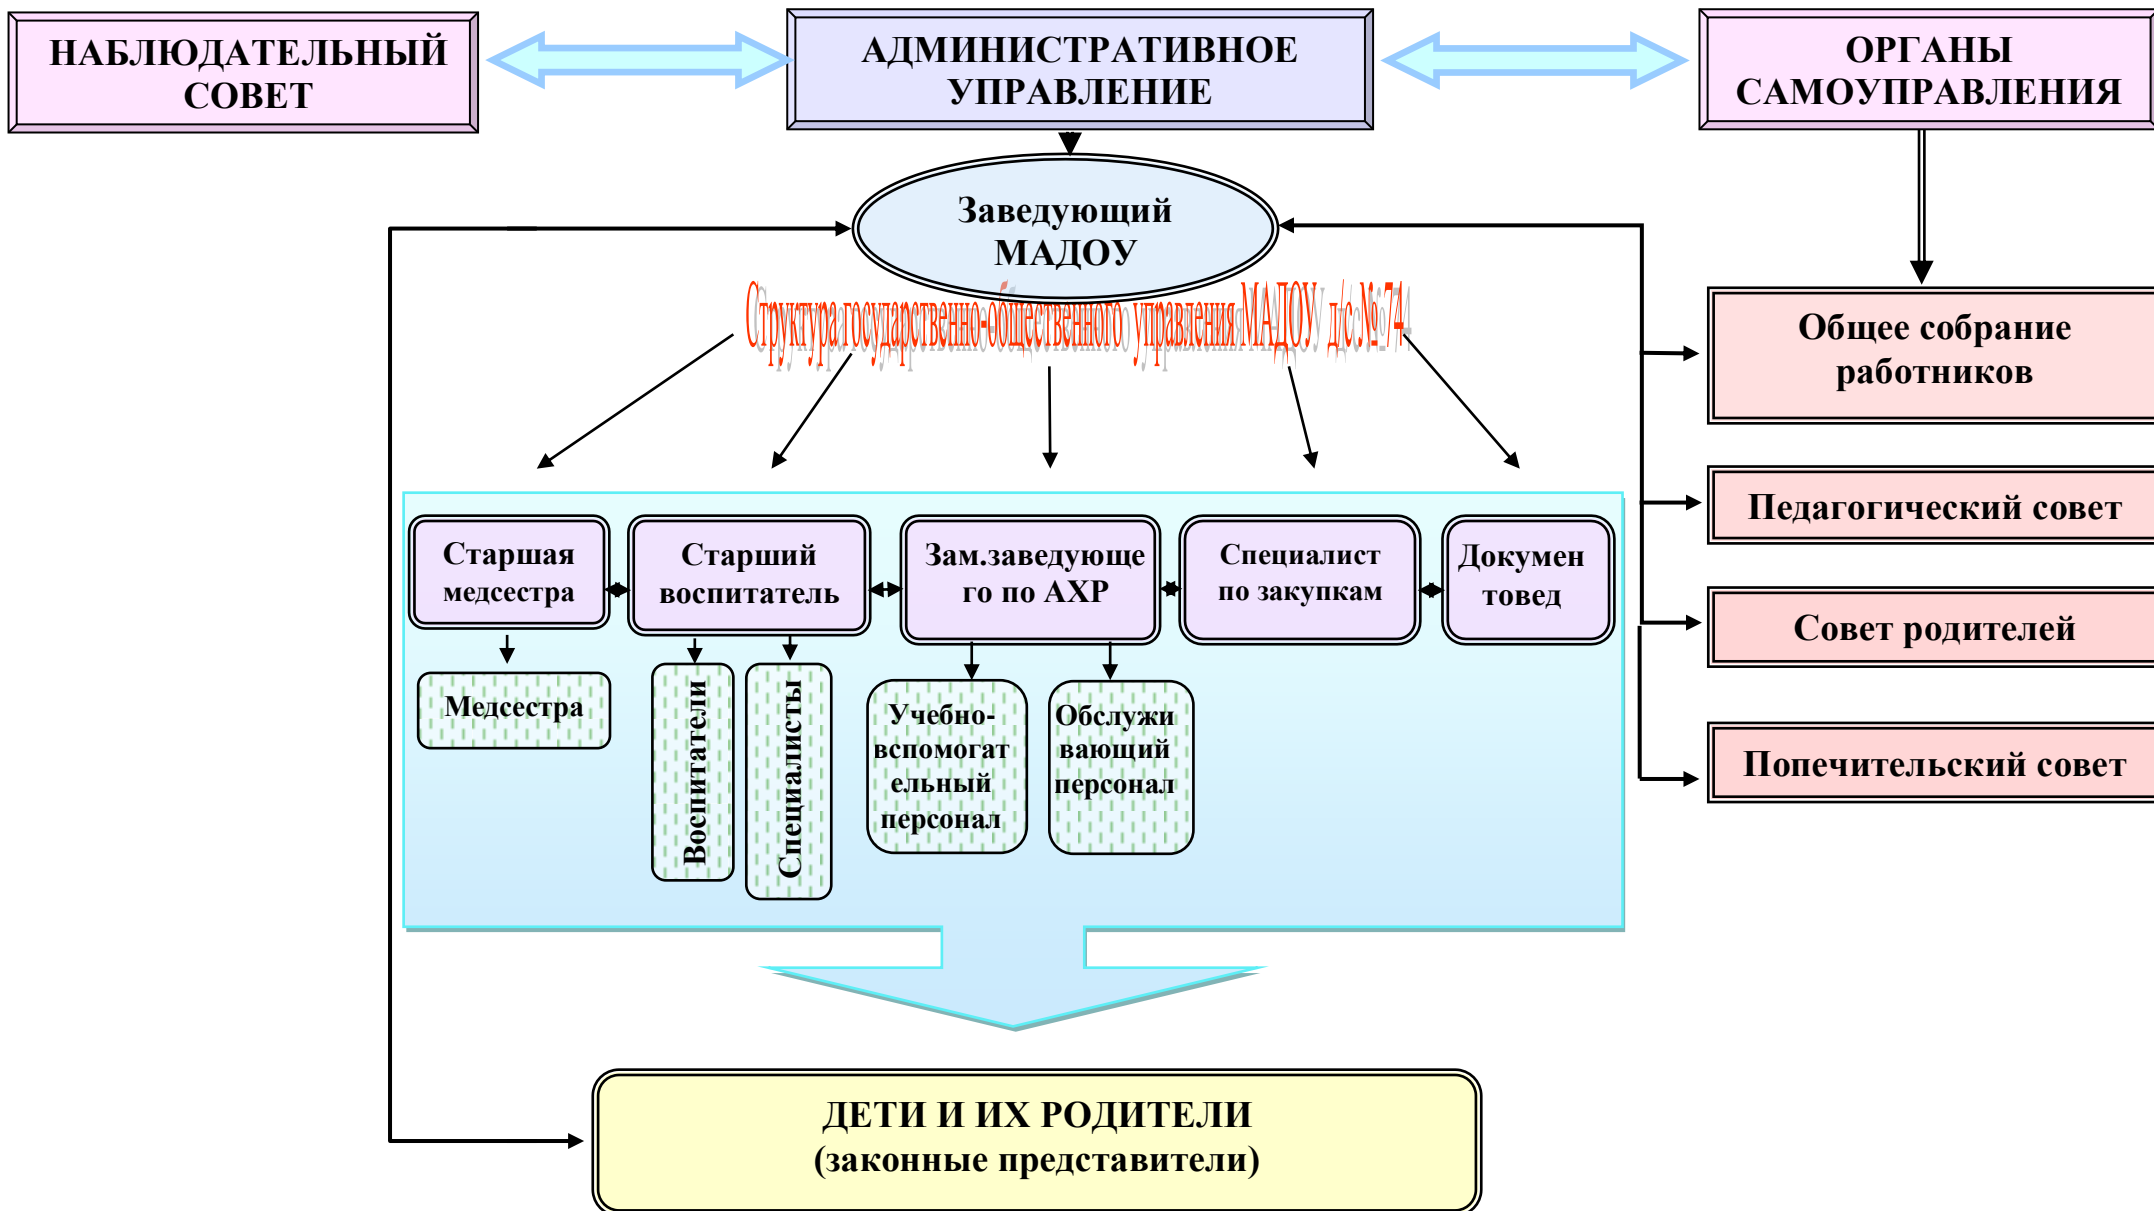 НАБЛЮДАТЕЛЬНЫЙ
СОВЕТ
АДМИНИСТРАТИВНОЕ
УПРАВЛЕНИЕ
ОРГАНЫ
САМОУПРАВЛЕНИЯ
Заведующий
МАДОУ
Структура государственно-общественного управления МАДОУ д/с №74
Общее собрание
работников
Педагогический совет
Совет родителей
Попечительский совет
Старшая
медсестра
Старший
воспитатель
Зам.заведующе
го по АХР
Специалист
по закупкам
Докумен
товед
Медсестра
Воспитатели
Специалисты
Учебно-
вспомогат
ельный
персонал
Обслужи
вающий
персонал
ДЕТИ И ИХ РОДИТЕЛИ
(законные представители)